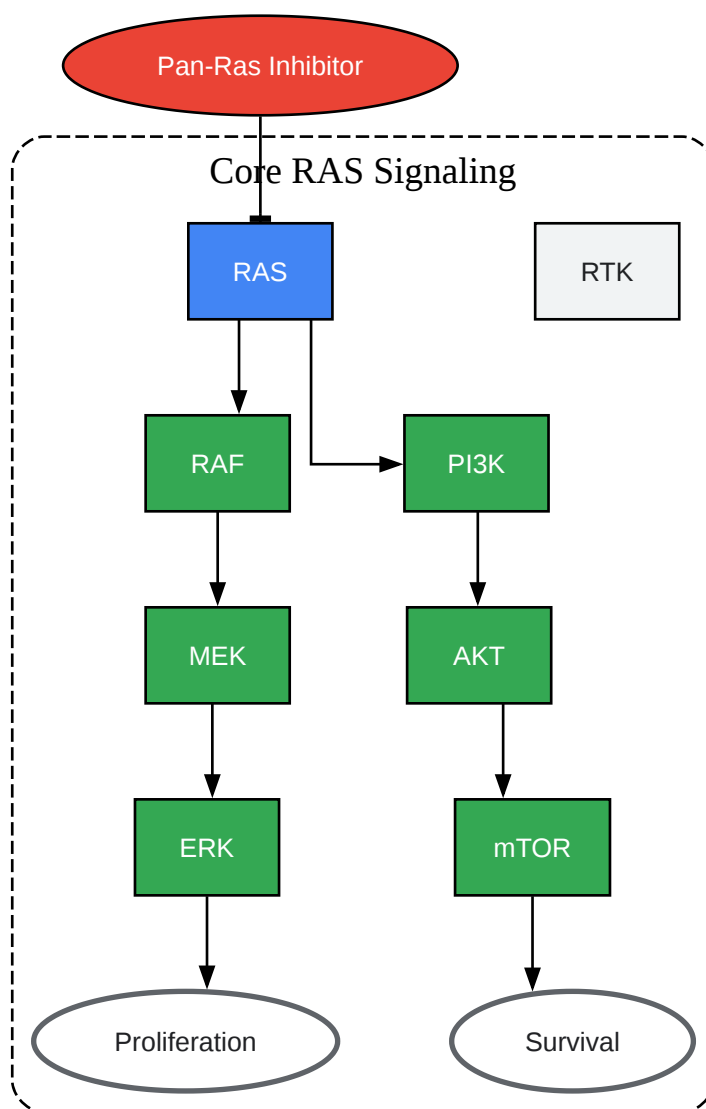 Pan-Ras Inhibitor
Core RAS Signaling
RAS
RTK
RAF
PI3K
MEK
AKT
ERK
mTOR
Proliferation
Survival